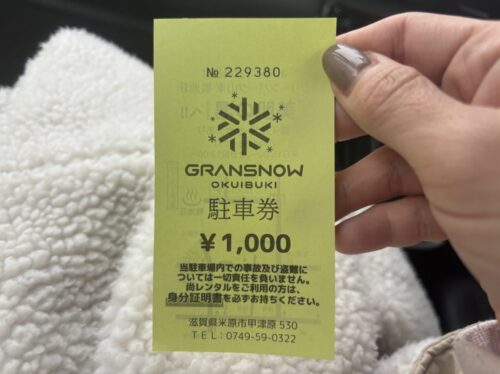 № 229380
GRANSNOW
OKUIBUKI
駐車券
￥1,000
当駐車場内での事故及び盗難に
ついては一切責任を負いません。
尚レンタルをご利用の方は、
身分証明書を必ずお持ちください。
滋賀県米原市甲津原 530
TEL：0749-59-0322